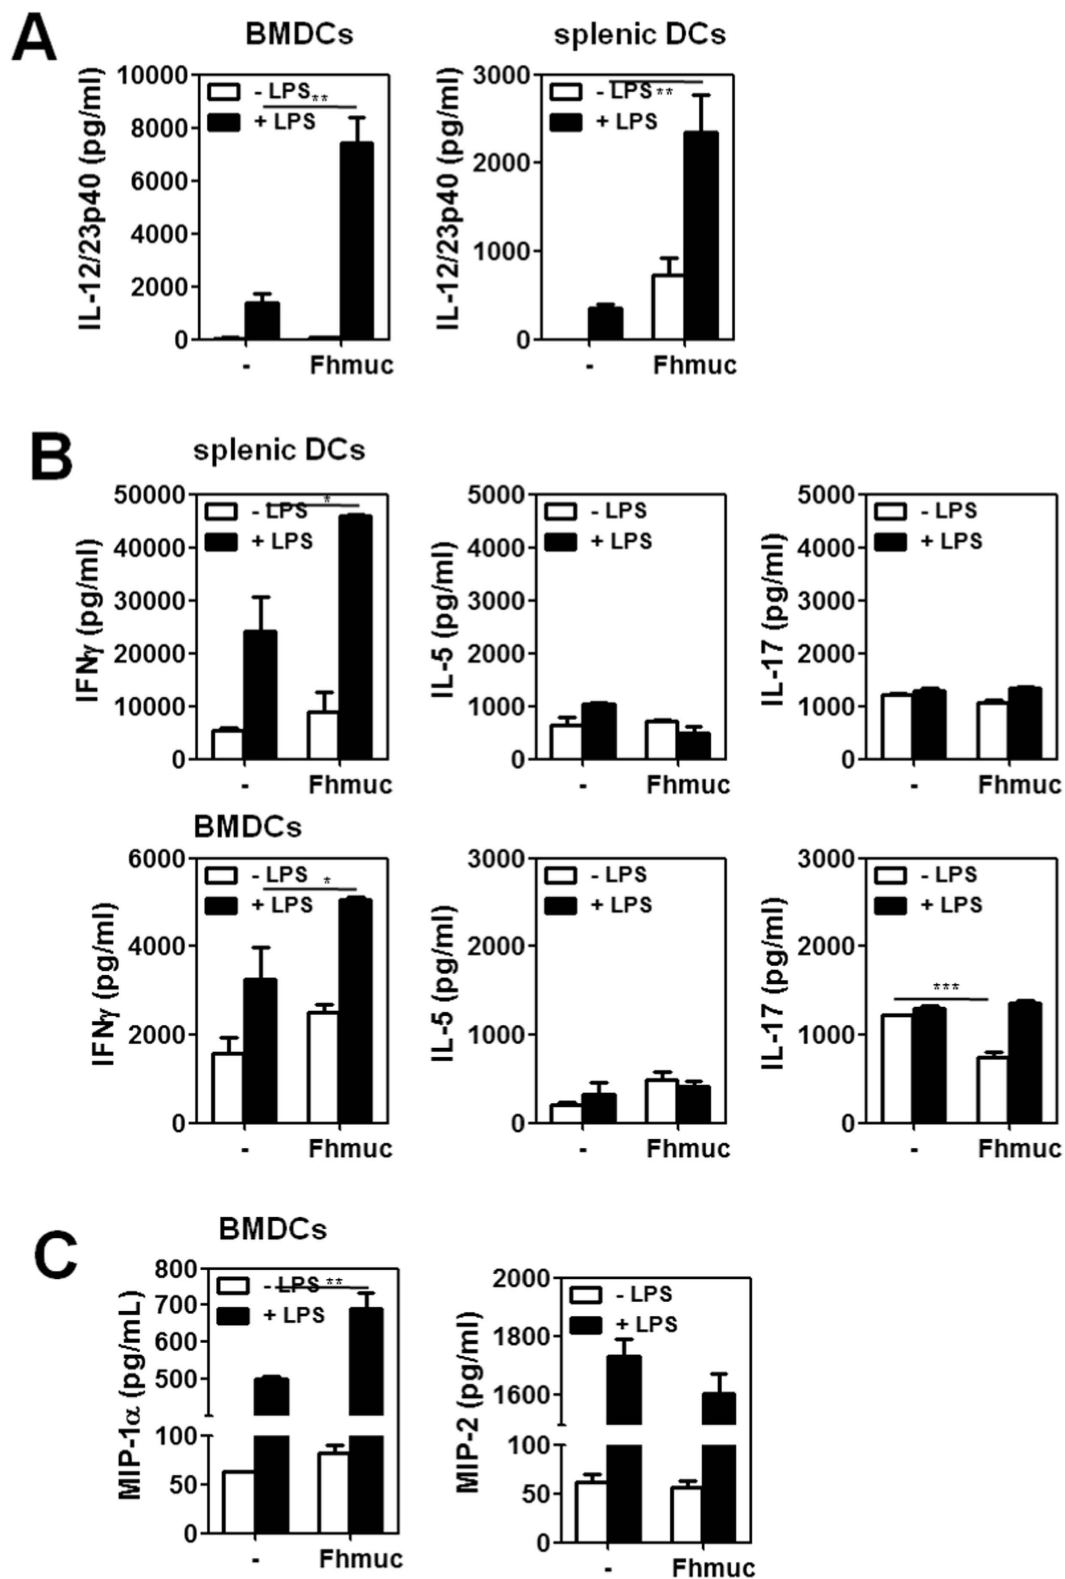 A
BMDCs
IL-12/23p40 (pg/ml)
10000
8000
6000
4000
2000
0
- LPS
+ LPS
**
-
Fhmuc
splenic DCs
IL-12/23p40 (pg/ml)
3000
2000
1000
0
- LPS
+ LPS
**
-
Fhmuc
B
splenic DCs
IFNγ (pg/ml)
50000
40000
30000
20000
10000
0
- LPS
+ LPS
*
-
Fhmuc
IL-5 (pg/ml)
5000
4000
3000
2000
1000
0
- LPS
+ LPS
-
Fhmuc
IL-17 (pg/ml)
5000
4000
3000
2000
1000
0
- LPS
+ LPS
-
Fhmuc
BMDCs
IFNγ (pg/ml)
6000
4000
2000
0
- LPS
+ LPS
*
-
Fhmuc
IL-5 (pg/ml)
3000
2000
1000
0
- LPS
+ LPS
-
Fhmuc
IL-17 (pg/ml)
3000
2000
1000
0
- LPS
+ LPS
***
-
Fhmuc
C
BMDCs
MIP-1α (pg/mL)
800
700
600
500
100
50
0
- LPS
+ LPS
**
-
Fhmuc
MIP-2 (pg/ml)
2000
1800
1600
100
50
0
- LPS
+ LPS
-
Fhmuc